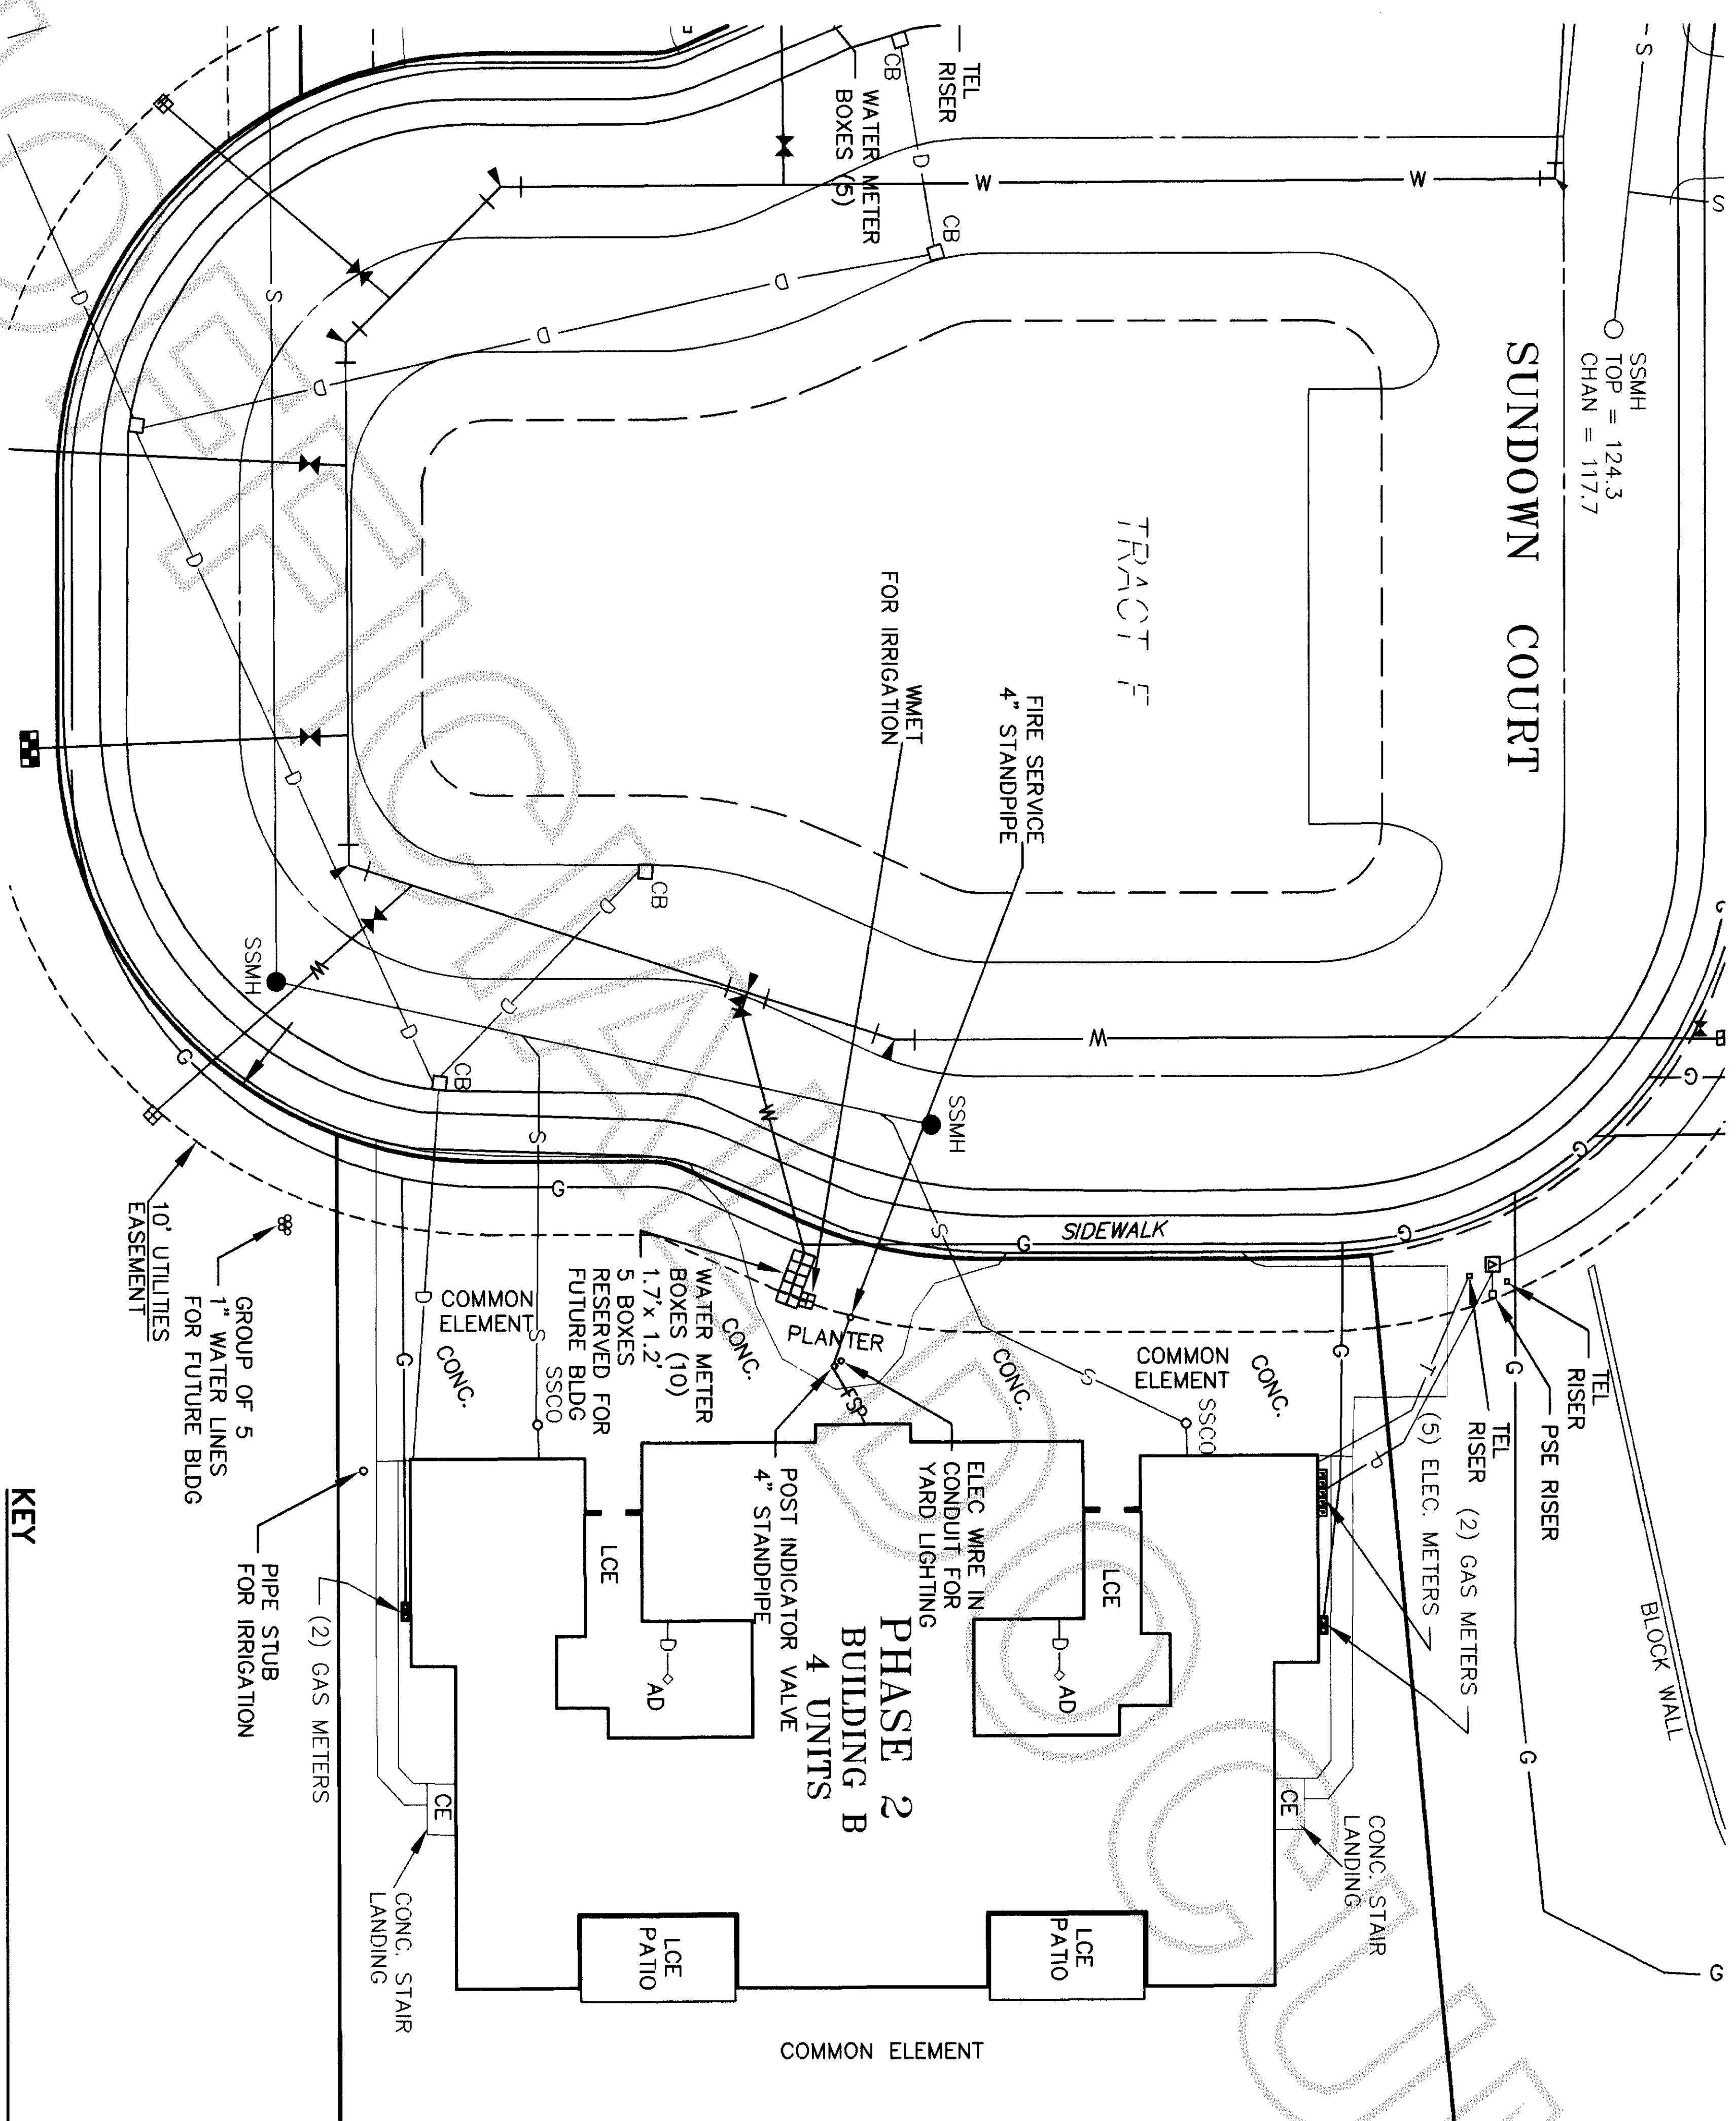 SSMH
TOP = 124.3
CHAN = 117.7
S
S
SUNDOWN COURT
TEL
RISER
WATER METER
BOXES (5)
CB
CB
D
W
W
D
D
D
S
D
TRACT F
FIRE SERVICE
4" STANDPIPE
WMET
FOR IRRIGATION
D
D
CB
D
D
D
W
SSMH
G
CB
W
W
SSMH
G
G
G
S
G
S
G
G
SIDEWALK
10' UTILITIES
EASEMENT
GROUP OF 5
1" WATER LINES
FOR FUTURE BLDG
WATER METER
BOXES (10)
1.7'x 1.2'
5 BOXES
RESERVED FOR
FUTURE BLDG
COMMON
ELEMENT
D
S
G
CONC.
SSCO
CONC.
PLANTER
FSP
CONC.
S
COMMON
ELEMENT
CONC.
SSCO
G
TEL
RISER
PSE RISER
TEL
RISER
G
T
P
(5) ELEC. METERS
(2) GAS METERS
BLOCK WALL
G
G
ELEC WIRE IN
CONDUIT FOR
YARD LIGHTING
POST INDICATOR VALVE
4" STANDPIPE
LCE
LCE
D
AD
D
AD
PHASE 2
BUILDING B
4 UNITS
PIPE STUB
FOR IRRIGATION
(2) GAS METERS
CE
CE
CONC. STAIR
LANDING
CONC. STAIR
LANDING
LCE
PATIO
LCE
PATIO
COMMON ELEMENT
KEY